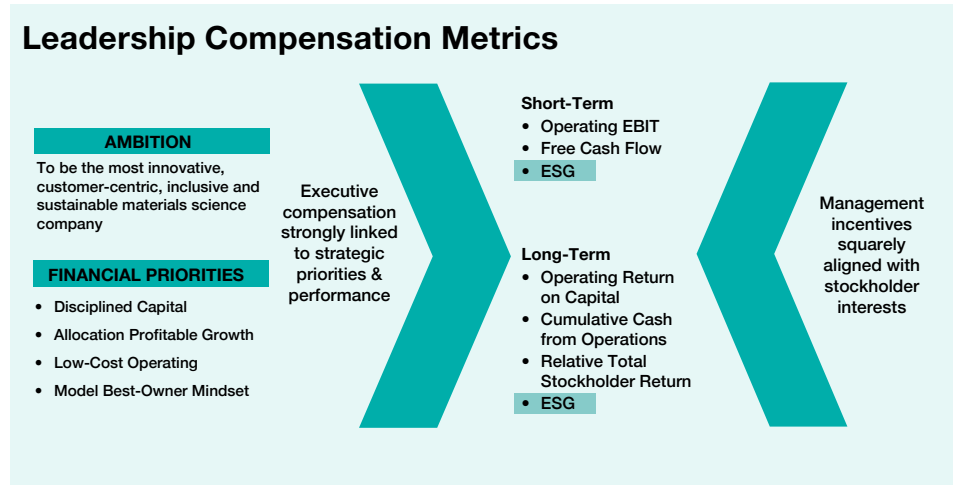 Leadership Compensation Metrics
AMBITION
To be the most innovative,
customer-centric, inclusive and
sustainable materials science
company
FINANCIAL PRIORITIES
• Disciplined Capital
• Allocation Profitable Growth
• Low-Cost Operating
• Model Best-Owner Mindset
Executive
compensation
strongly linked
to strategic
priorities &
performance
Short-Term
• Operating EBIT
• Free Cash Flow
• ESG
Long-Term
• Operating Return
on Capital
• Cumulative Cash
from Operations
• Relative Total
Stockholder Return
• ESG
Management
incentives
squarely
aligned with
stockholder
interests